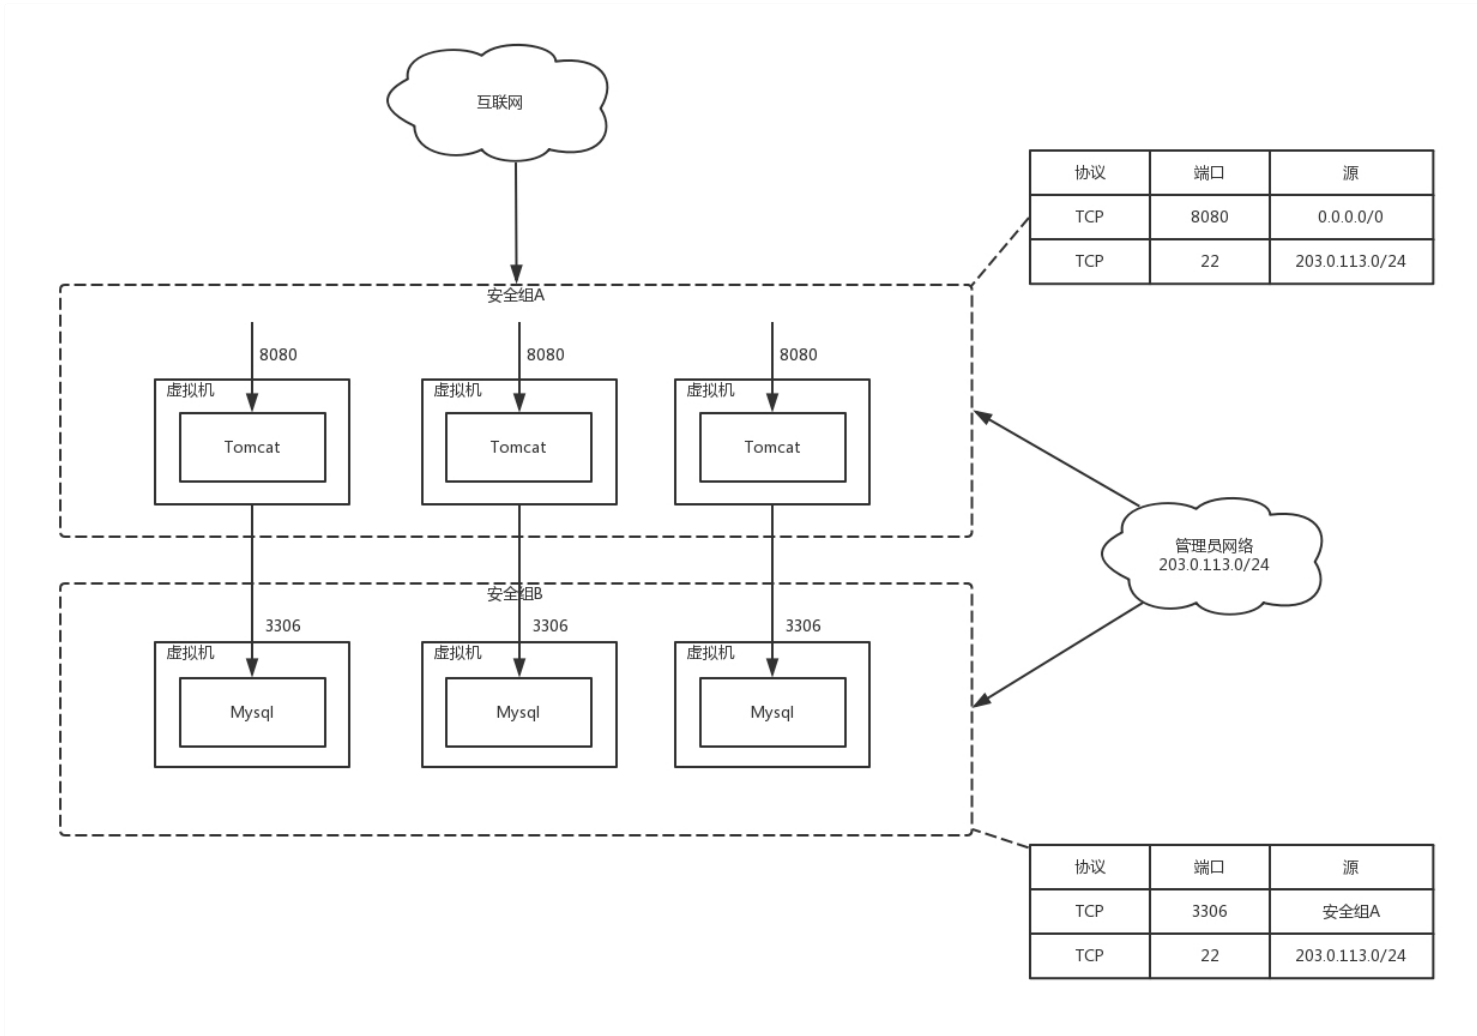 互联网
协议 端口 源
TCP 8080 0.0.0.0/0
TCP 22 203.0.113.0/24
安全组A
8080 8080 8080
虚拟机 虚拟机 虚拟机
Tomcat Tomcat Tomcat
管理员网络
203.0.113.0/24
安全组B
3306 3306 3306
虚拟机 虚拟机 虚拟机
Mysql Mysql Mysql
协议 端口 源
TCP 3306 安全组A
TCP 22 203.0.113.0/24